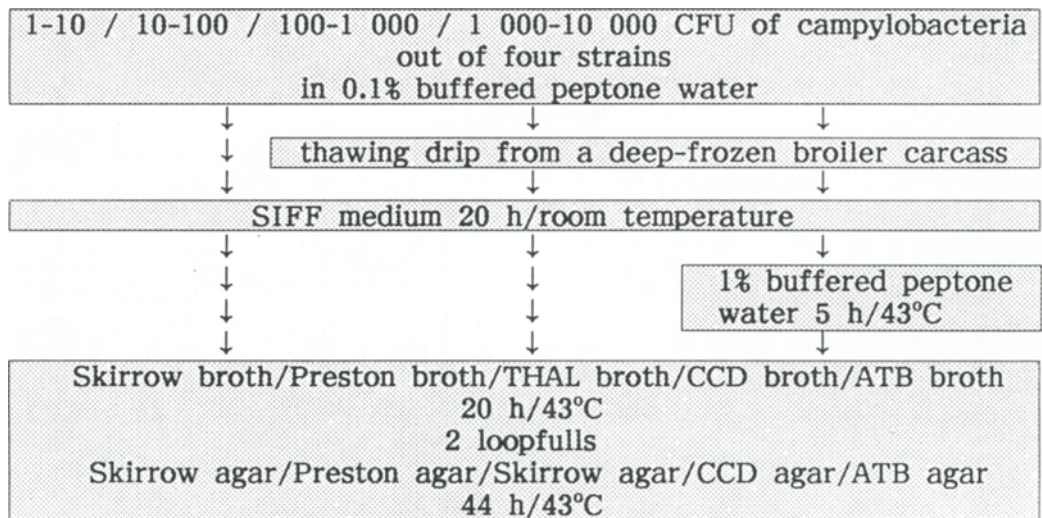 1-10 / 10-100 / 100-1 000 / 1 000-10 000 CFU of campylobacteria
out of four strains
in 0.1% buffered peptone water
↓ ↓ ↓
↓ thawing drip from a deep-frozen broiler carcass
↓ ↓ ↓
SIFF medium 20 h/room temperature
↓ ↓ ↓
↓ ↓ 1% buffered peptone
↓ ↓ water 5 h/43°C
↓ ↓ ↓
Skirrow broth/Preston broth/THAL broth/CCD broth/ATB broth
20 h/43°C
2 loopfulls
Skirrow agar/Preston agar/Skirrow agar/CCD agar/ATB agar
44 h/43°C